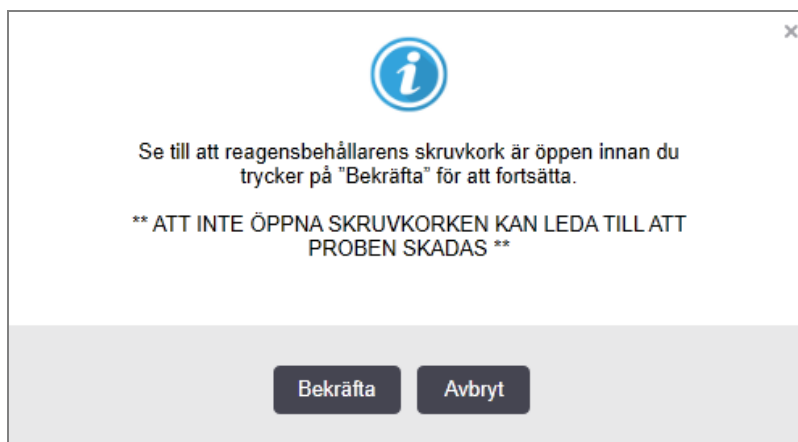 Se till att reagensbehållarens skruvkork är öppen innan du
trycker på ”Bekräfta” för att fortsätta.
** ATT INTE ÖPPNA SKRUVKORKEN KAN LEDA TILL ATT
PROBEN SKADAS **
Bekräfta Avbryt